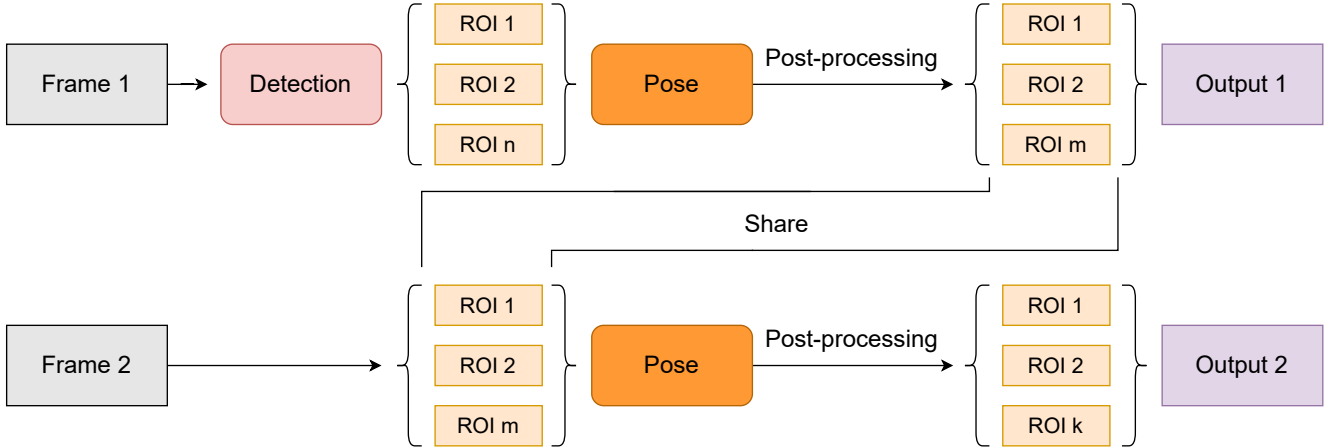 Frame 1
Detection
ROI 1
ROI 2
ROI n
Pose
Post-processing
ROI 1
ROI 2
ROI m
Output 1
Share
Frame 2
ROI 1
ROI 2
ROI m
Pose
Post-processing
ROI 1
ROI 2
ROI k
Output 2